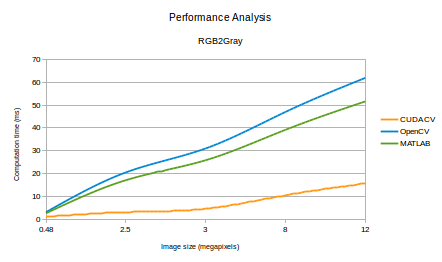 Performance Analysis
RGB2Gray
Computation time (ms)
70
60
50
40
30
20
10
0
0.48
2.5
3
8
12
Image size (megapixels)
CUDACV
OpenCV
MATLAB